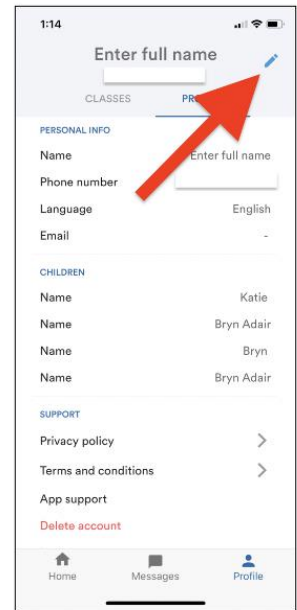 1:14
Enter full name
CLASSES
PERSONAL INFO
Name Enter full name
Phone number
Language English
Email -
CHILDREN
Name Katie
Name Bryn Adair
Name Bryn
Name Bryn Adair
SUPPORT
Privacy policy
Terms and conditions
App support
Delete account
Home Messages Profile